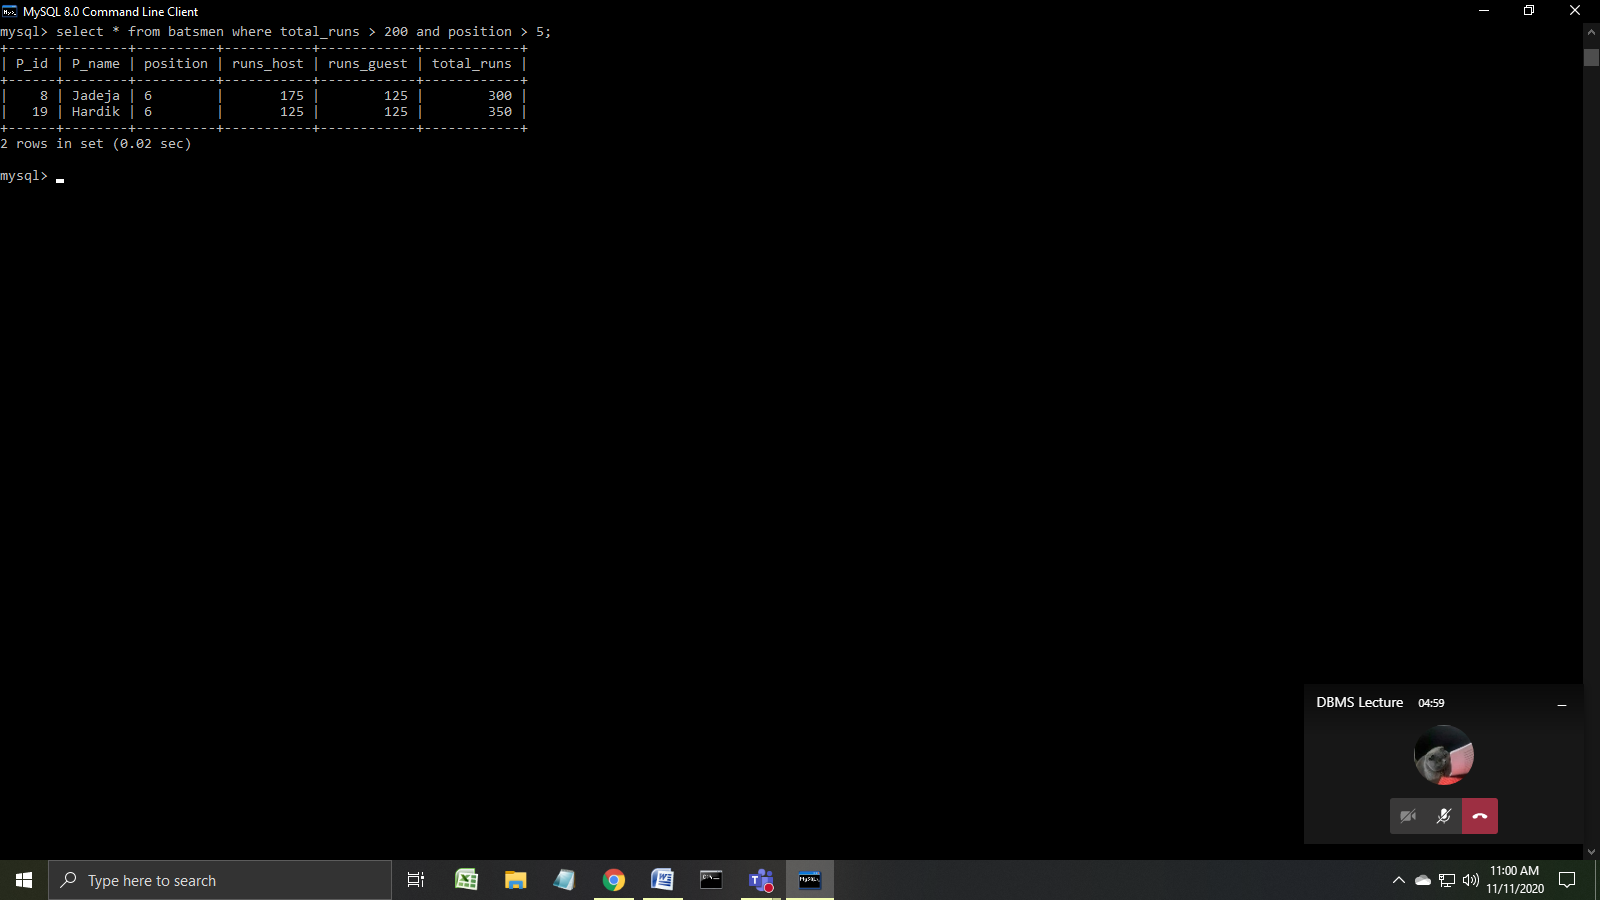 MySQL 8.0 Command Line Client
mysql> select * from batsmen where total_runs > 200 and position > 5;
+------+--------+----------+-----------+------------+------------+
| P_id | P_name | position | runs_host | runs_guest | total_runs |
+------+--------+----------+-----------+------------+------------+
|    8 | Jadeja | 6        |       175 |        125 |        300 |
|   19 | Hardik | 6        |       125 |        125 |        350 |
+------+--------+----------+-----------+------------+------------+
2 rows in set (0.02 sec)
mysql>
DBMS Lecture 04:59
Type here to search
11:00 AM
11/11/2020